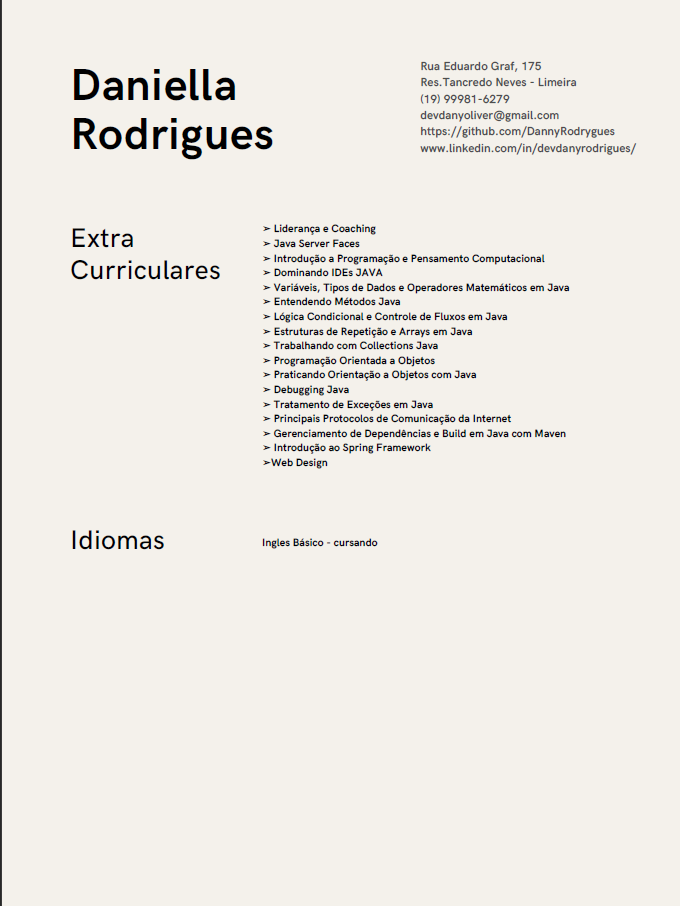 Daniella
Rodrigues
Rua Eduardo Graf, 175
Res.Tancredo Neves - Limeira
(19) 99981-6279
devdanyoliver@gmail.com
https://github.com/DannyRodrygues
www.linkedin.com/in/devdanyrodrigues/
Extra
Curriculares
➢ Liderança e Coaching
➢ Java Server Faces
➢ Introdução a Programação e Pensamento Computacional
➢ Dominando IDEs JAVA
➢ Variáveis, Tipos de Dados e Operadores Matemáticos em Java
➢ Entendendo Métodos Java
➢ Lógica Condicional e Controle de Fluxos em Java
➢ Estruturas de Repetição e Arrays em Java
➢ Trabalhando com Collections Java
➢ Programação Orientada a Objetos
➢ Praticando Orientação a Objetos com Java
➢ Debugging Java
➢ Tratamento de Exceções em Java
➢ Principais Protocolos de Comunicação da Internet
➢ Gerenciamento de Dependências e Build em Java com Maven
➢ Introdução ao Spring Framework
➢Web Design
Idiomas
Ingles Básico - cursando